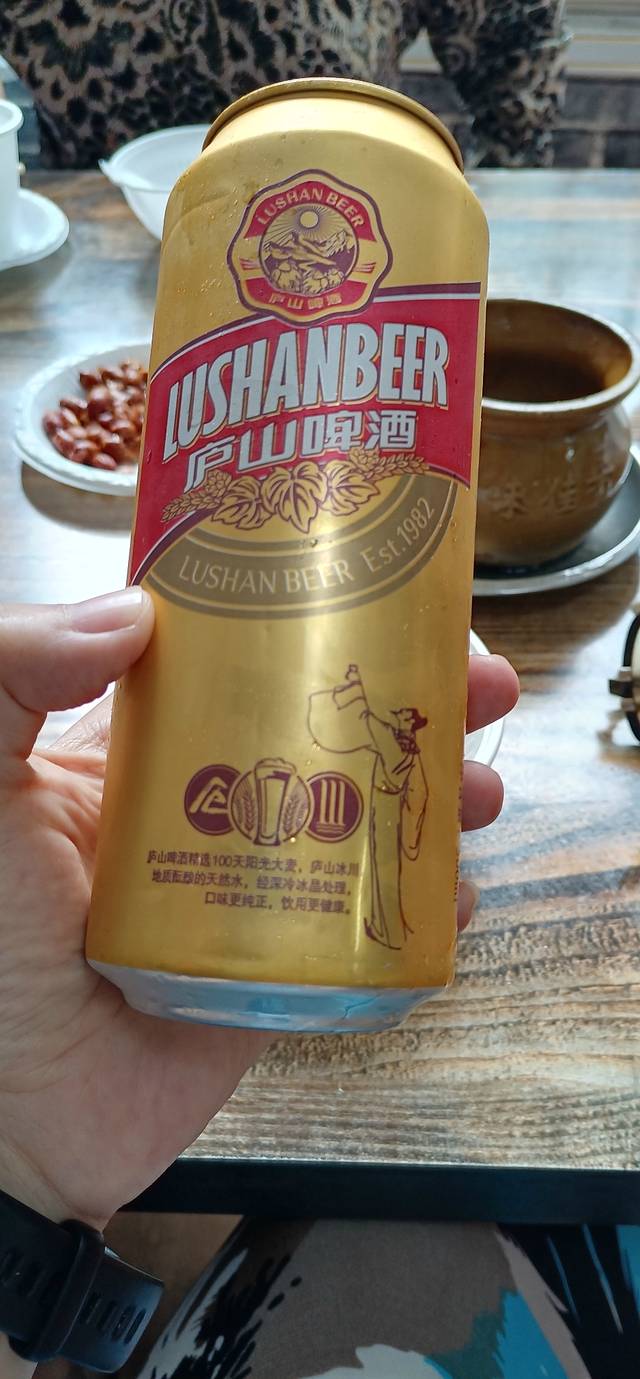 LUSHAN BEER
庐山啤酒
LUSHANBEER
庐山啤酒
LUSHAN BEER Est.1982
庐山啤酒精选100天阳光大麦，庐山冰川
地质酝酿的天然水，经深冷冰晶处理，
口味更纯正，饮用更健康。